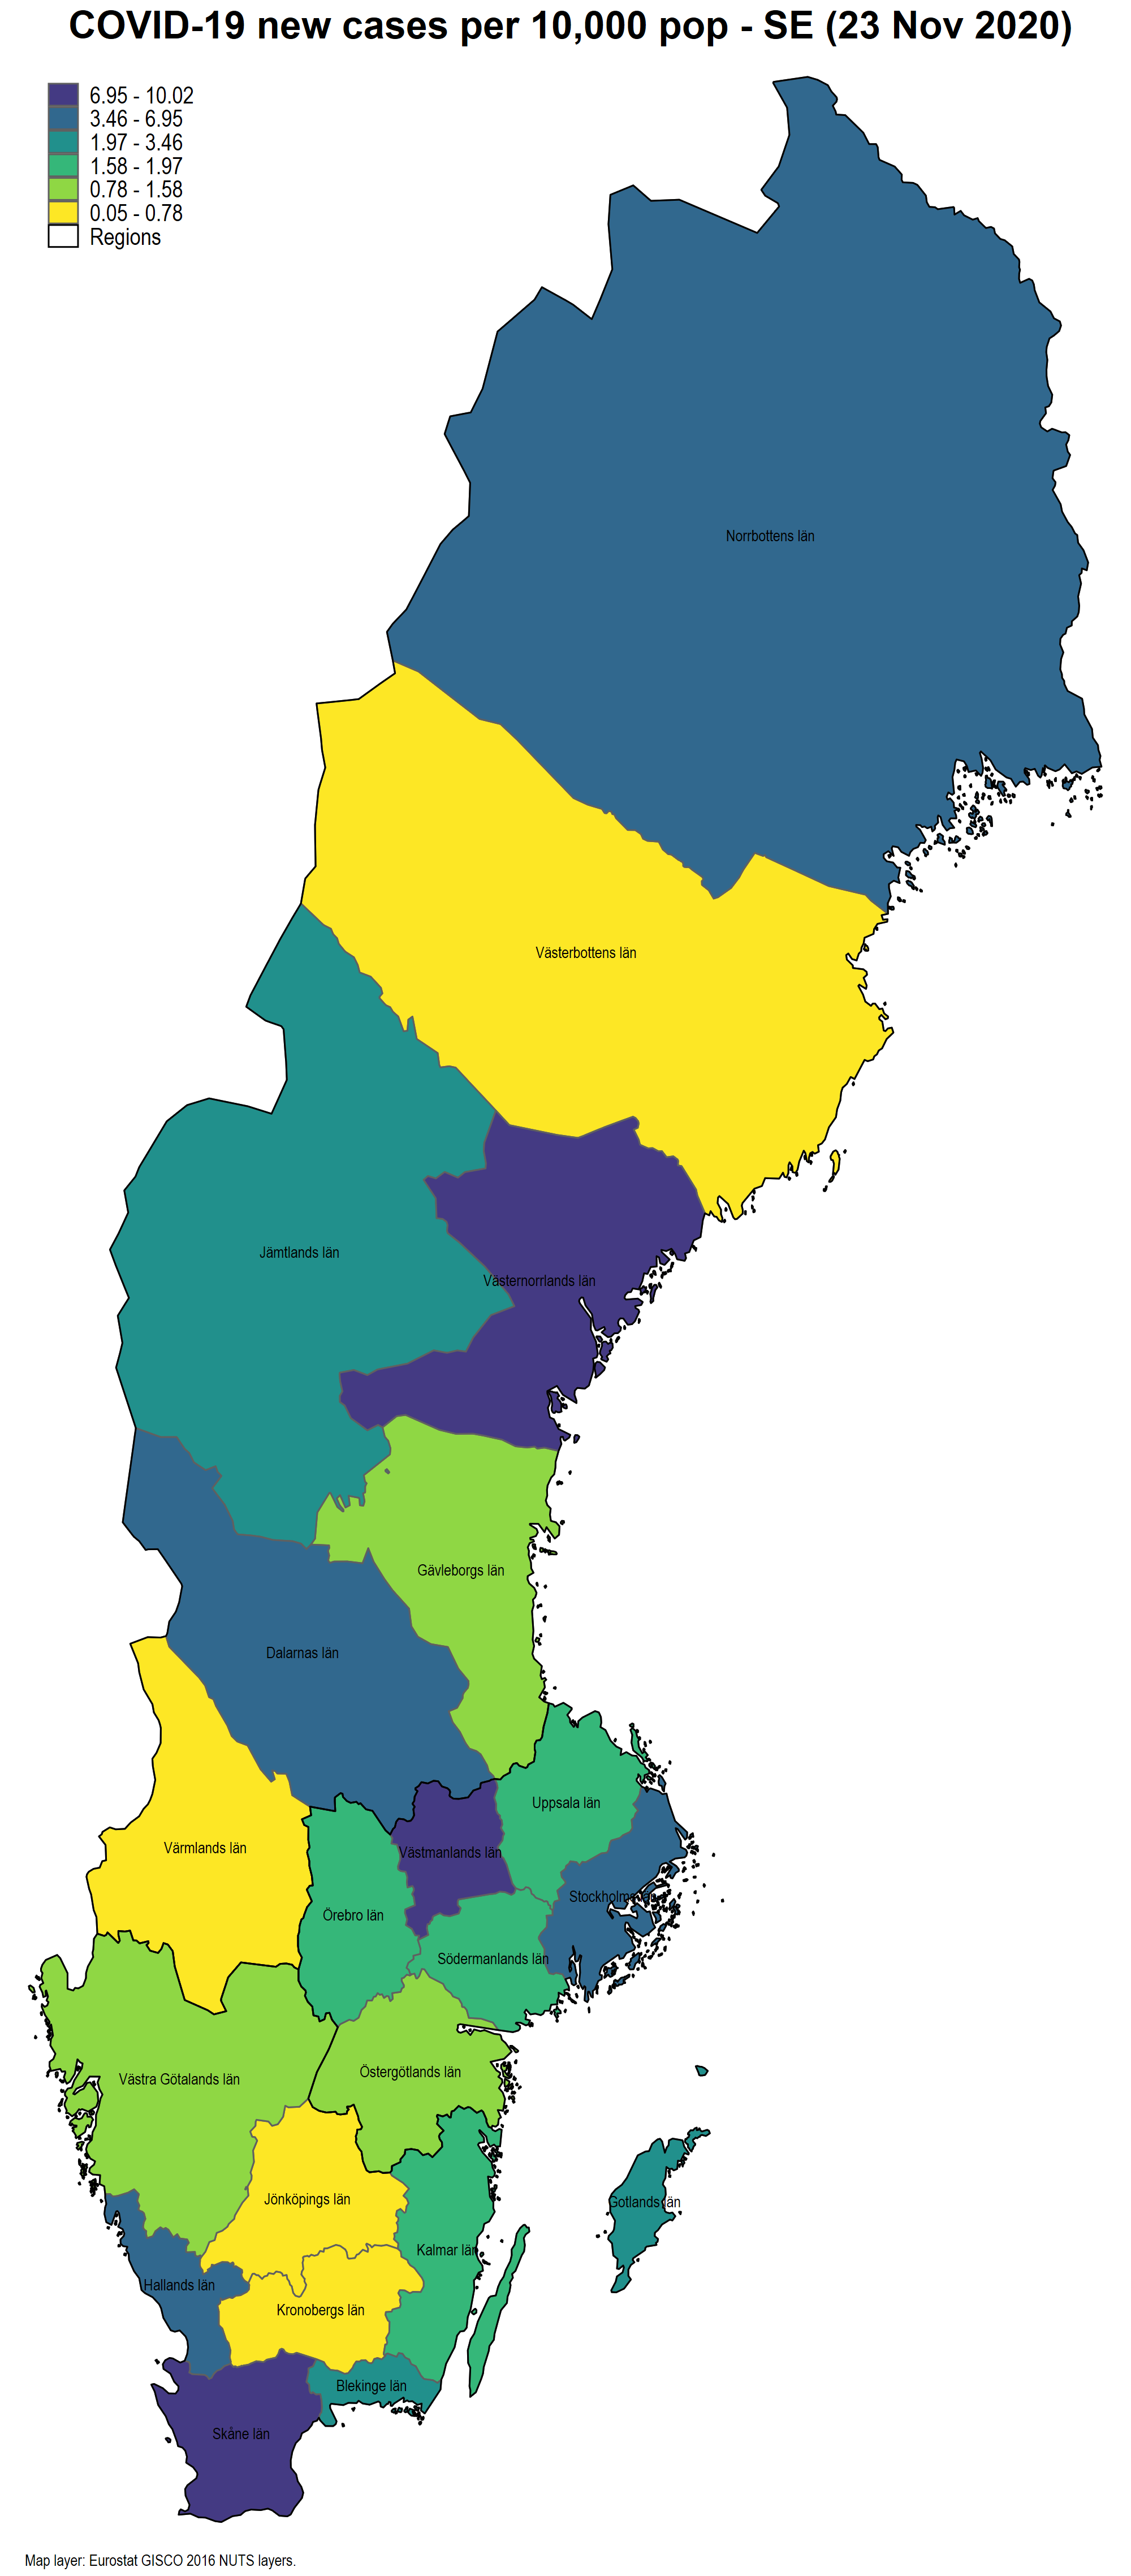 COVID-19 new cases per 10,000 pop - SE (23 Nov 2020)
6.95 - 10.02
3.46 - 6.95
1.97 - 3.46
1.58 - 1.97
0.78 - 1.58
0.05 - 0.78
Regions
Norrbottens län
Västerbottens län
Jämtlands län
Västernorrlands län
Gävleborgs län
Dalarnas län
Uppsala län
Värmlands län
Västmanlands län
Stockholms län
Örebro län
Södermanlands län
Östergötlands län
Västra Götalands län
Jönköpings län
Gotlands län
Kalmar län
Hallands län
Kronobergs län
Blekinge län
Skåne län
Map layer: Eurostat GISCO 2016 NUTS layers.